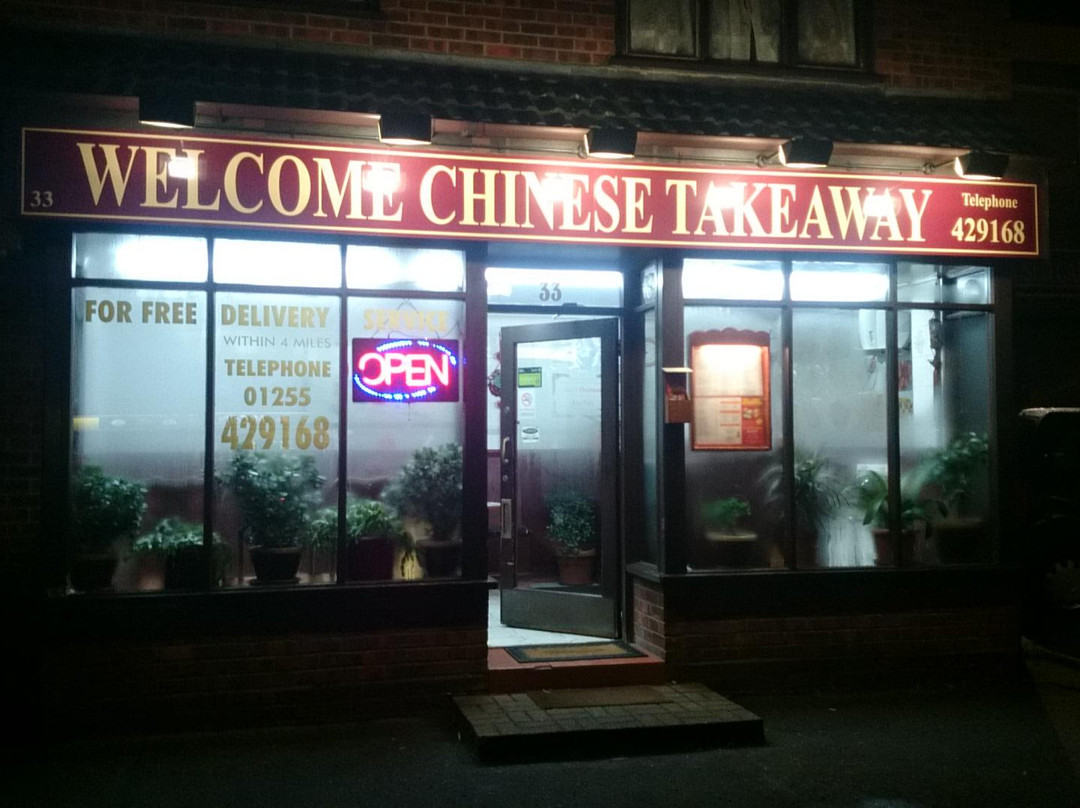 WELCOME CHINESE TAKEAWAY
33
Telephone
429168
33
FOR FREE DELIVERY SERVICE
WITHIN 4 MILES
TELEPHONE
01255
429168
OPEN